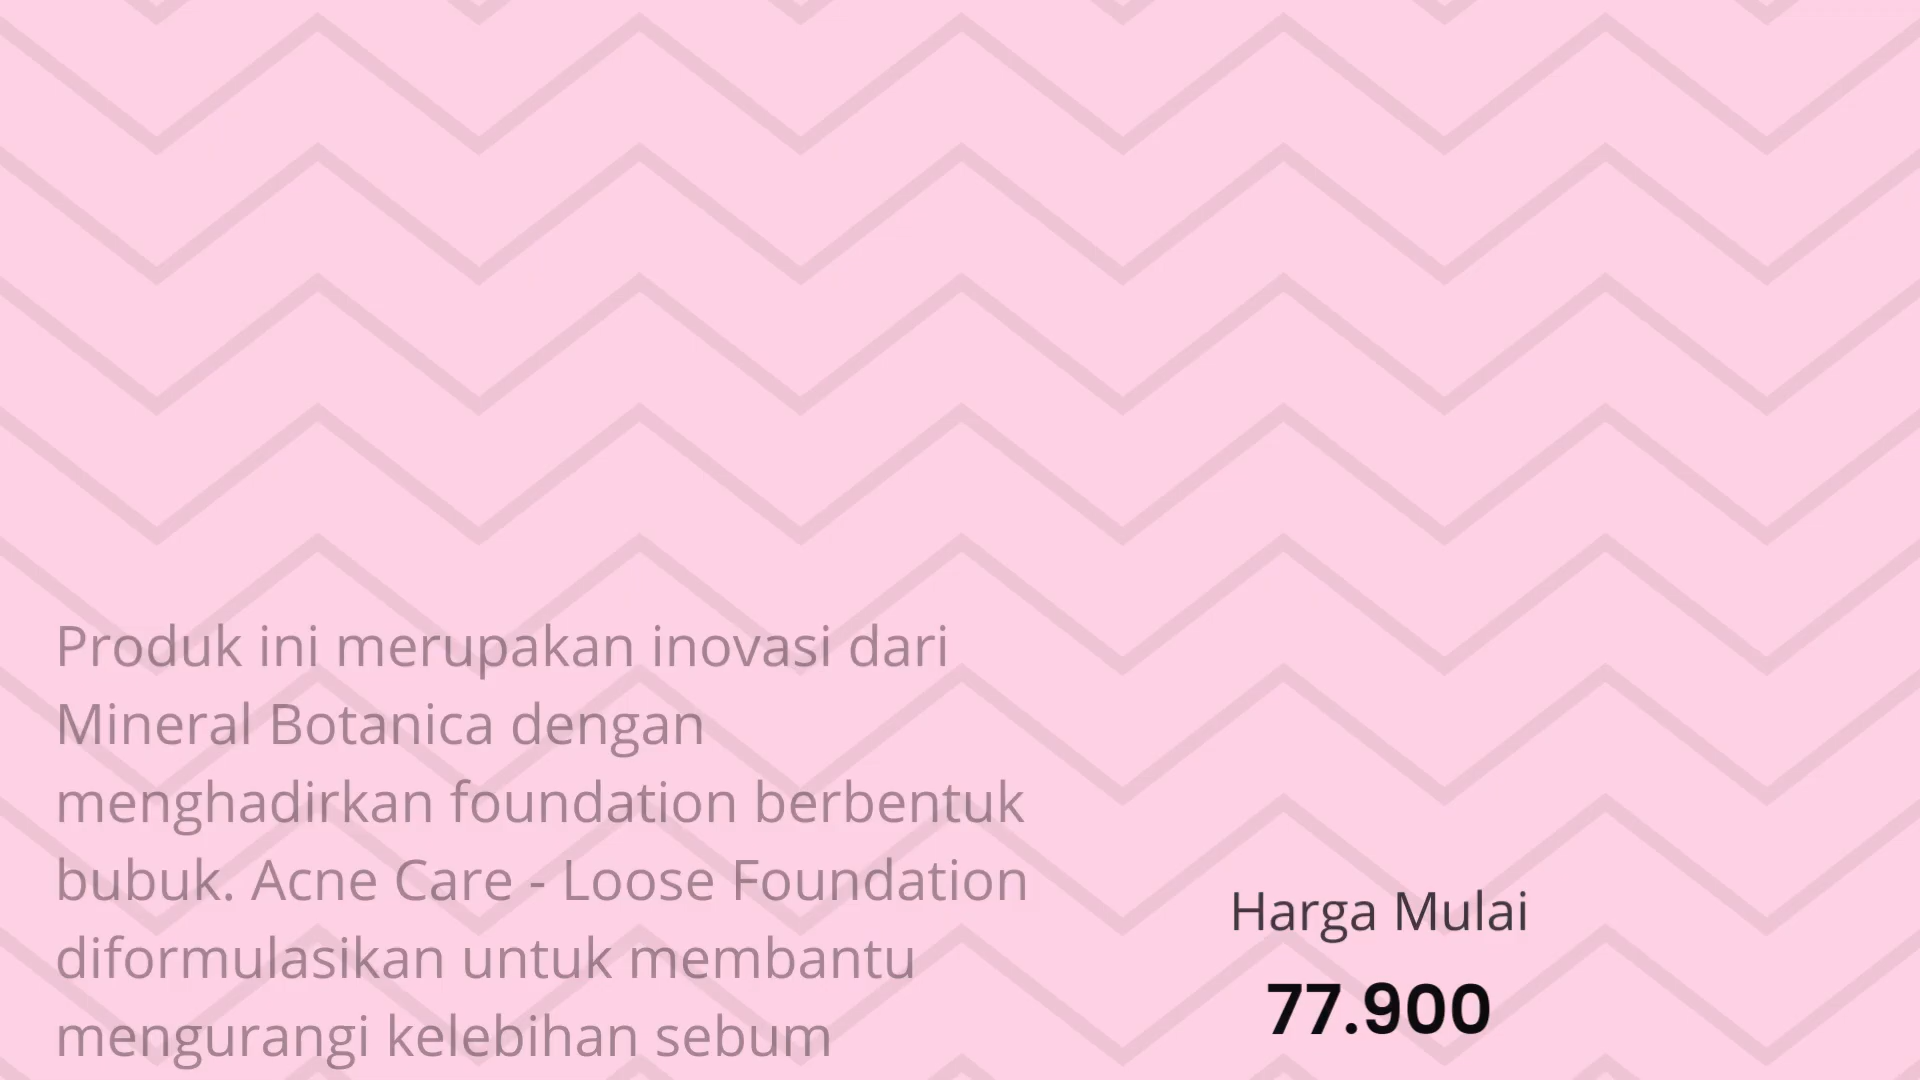 Produk ini merupakan inovasi dari
Mineral Botanica dengan
menghadirkan foundation berbentuk
bubuk. Acne Care - Loose Foundation
diformulasikan untuk membantu
mengurangi kelebihan sebum
Harga Mulai
77.900